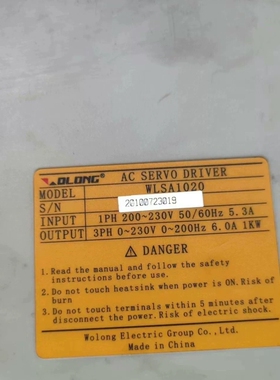 WOLONG® AC SERVO DRIVER
MODEL WLSA1020
S/N 20100723019
INPUT 1PH 200~230V 50/60Hz 5.3A
OUTPUT 3PH 0~230V 0~200Hz 6.0A 1KW
⚠ DANGER
1. Read the manual and follow the safety
instructions before use.
2. Do not touch heatsink when power is ON. Risk of
burn
3. Do not touch terminals within 5 minutes after
disconnect the power. Risk of electric shock.
Wolong Electric Group Co., Ltd.
Made in China